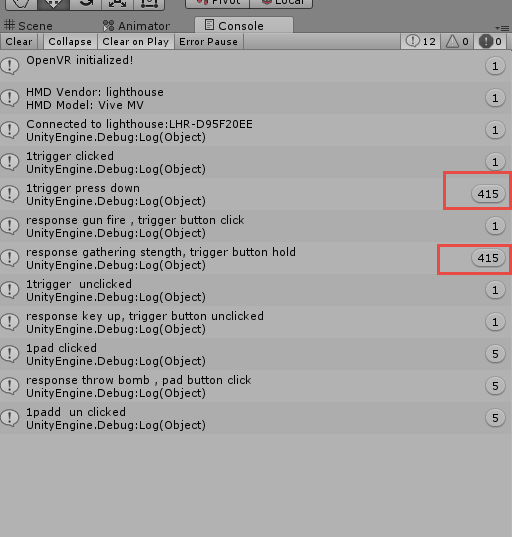 Pivot Local
Scene Animator Console
Clear Collapse Clear on Play Error Pause 12 0 0
OpenVR initialized!
1
HMD Vendor: lighthouse
HMD Model: Vive MV
1
Connected to lighthouse:LHR-D95F20EE
UnityEngine.Debug:Log(Object)
1
1trigger clicked
UnityEngine.Debug:Log(Object)
1
1trigger press down
UnityEngine.Debug:Log(Object)
415
response gun fire , trigger button click
UnityEngine.Debug:Log(Object)
1
response gathering stength, trigger button hold
UnityEngine.Debug:Log(Object)
415
1trigger  unclicked
UnityEngine.Debug:Log(Object)
1
response key up, trigger button unclicked
UnityEngine.Debug:Log(Object)
1
1pad clicked
UnityEngine.Debug:Log(Object)
5
response throw bomb , pad button click
UnityEngine.Debug:Log(Object)
5
1padd  un clicked
UnityEngine.Debug:Log(Object)
5